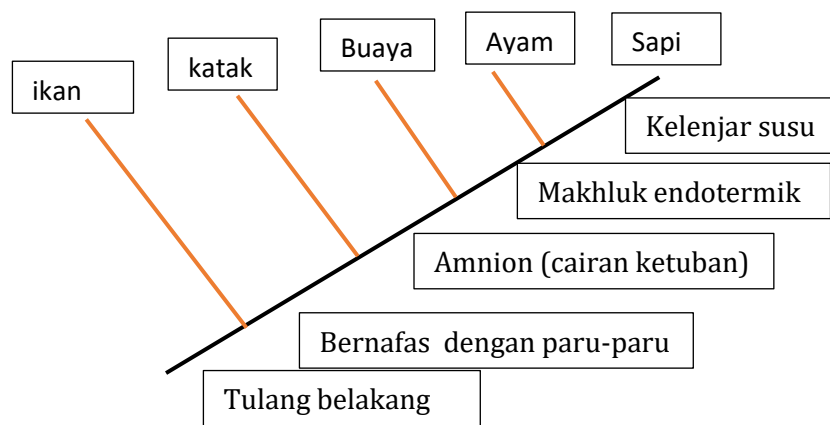 ikan
katak
Buaya
Ayam
Sapi
Kelenjar susu
Makhluk endotermik
Amnion (cairan ketuban)
Bernafas dengan paru-paru
Tulang belakang